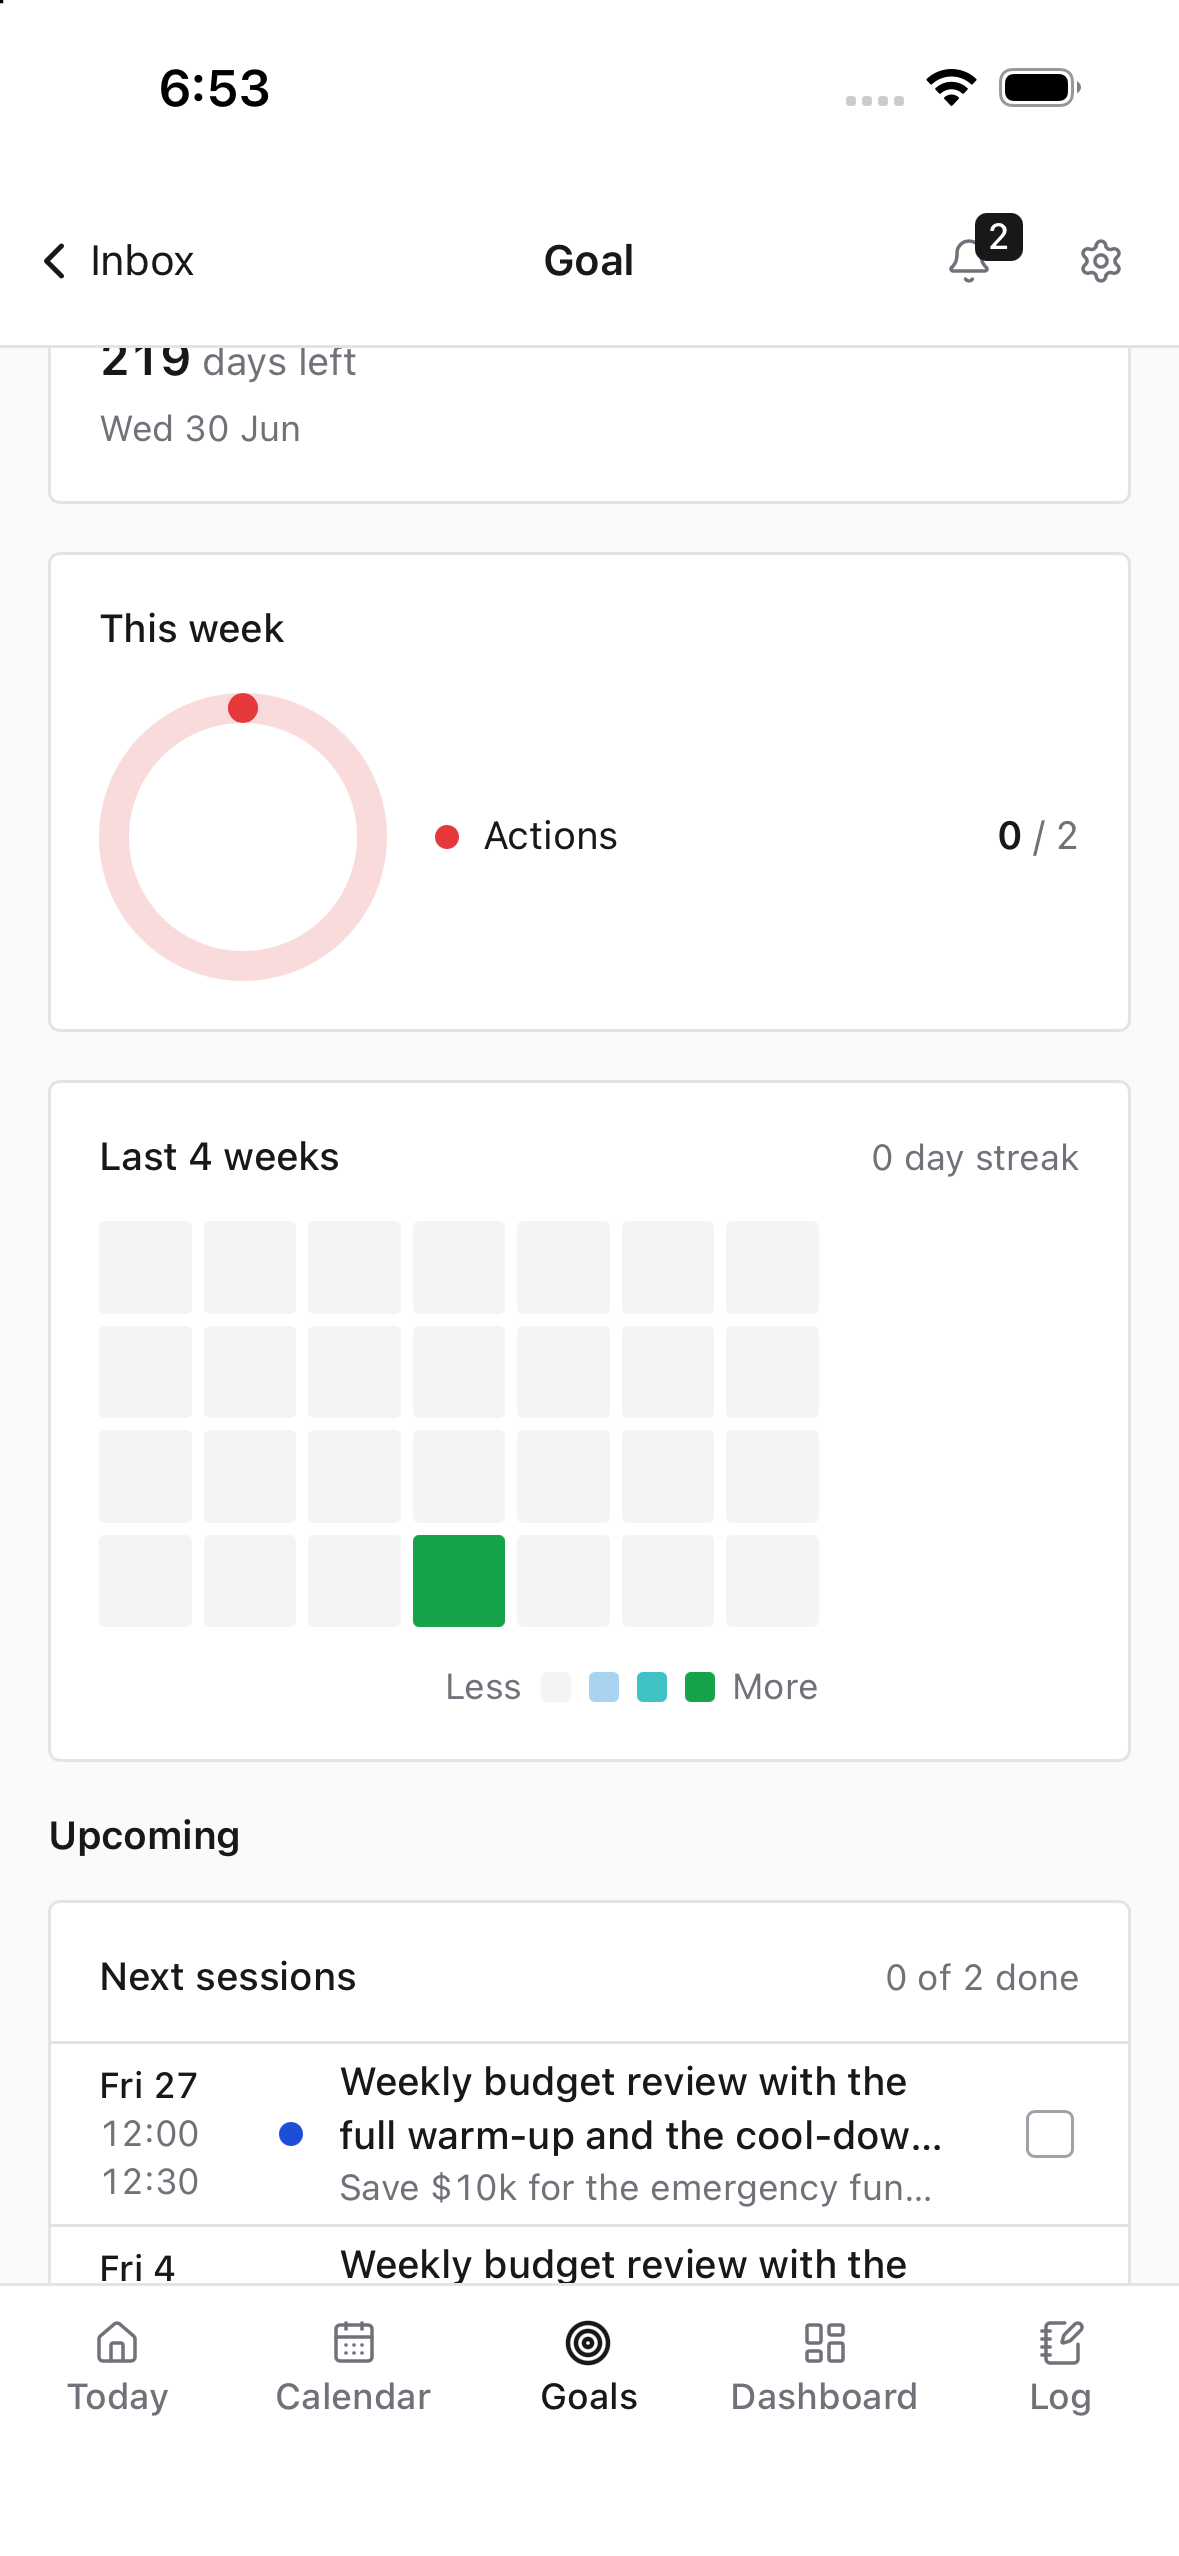 6:53
Inbox
Goal
2
219 days left
Wed 30 Jun
This week
Actions
0 / 2
Last 4 weeks
0 day streak
Less
More
Upcoming
Next sessions
0 of 2 done
Fri 27
12:00
12:30
Weekly budget review with the
full warm-up and the cool-dow...
Save $10k for the emergency fun...
Fri 4
Weekly budget review with the
Today
Calendar
Goals
Dashboard
Log